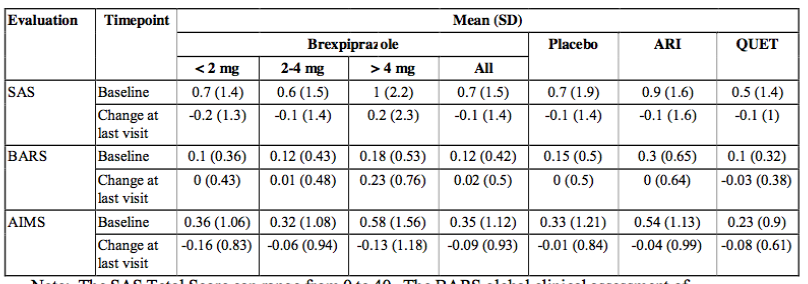 Evaluation Timepoint Mean (SD)
Brexpiprazole Placebo ARI QUET
< 2 mg 2-4 mg > 4 mg All
SAS Baseline 0.7 (1.4) 0.6 (1.5) 1 (2.2) 0.7 (1.5) 0.7 (1.9) 0.9 (1.6) 0.5 (1.4)
Change at -0.2 (1.3) -0.1 (1.4) 0.2 (2.3) -0.1 (1.4) -0.1 (1.4) -0.1 (1.6) -0.1 (1)
last visit
BARS Baseline 0.1 (0.36) 0.12 (0.43) 0.18 (0.53) 0.12 (0.42) 0.15 (0.5) 0.3 (0.65) 0.1 (0.32)
Change at 0 (0.43) 0.01 (0.48) 0.23 (0.76) 0.02 (0.5) 0 (0.5) 0 (0.64) -0.03 (0.38)
last visit
AIMS Baseline 0.36 (1.06) 0.32 (1.08) 0.58 (1.56) 0.35 (1.12) 0.33 (1.21) 0.54 (1.13) 0.23 (0.9)
Change at -0.16 (0.83) -0.06 (0.94) -0.13 (1.18) -0.09 (0.93) -0.01 (0.84) -0.04 (0.99) -0.08 (0.61)
last visit
Note: The SAS Total Score can range from 0 to 40. The BARS global clinical assessment of